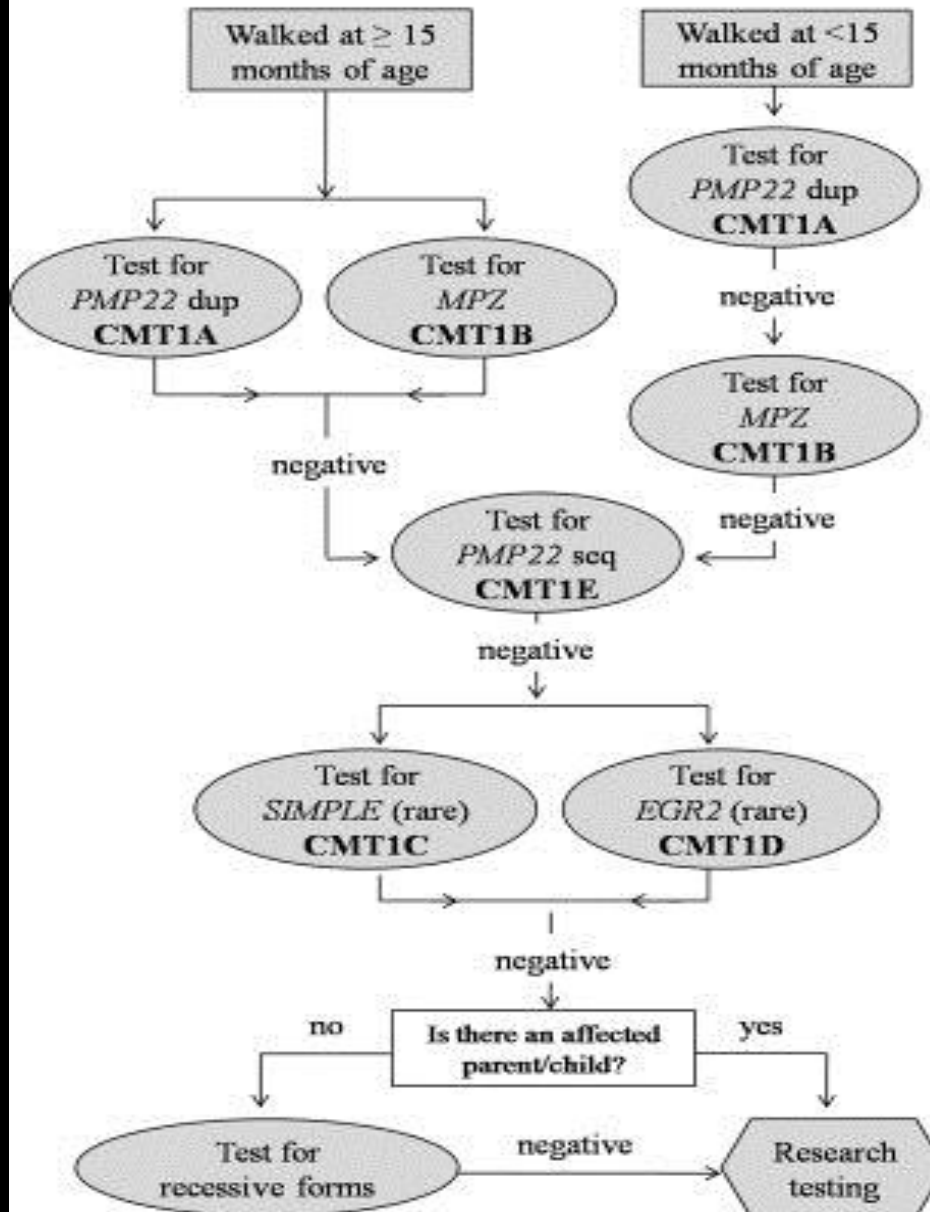 Walked at ≥ 15
months of age
Walked at <15
months of age
Test for
PMP22 dup
CMT1A
Test for
PMP22 dup
CMT1A
Test for
MPZ
CMT1B
negative
Test for
MPZ
CMT1B
negative
negative
Test for
PMP22 seq
CMT1E
negative
Test for
SIMPLE (rare)
CMT1C
Test for
EGR2 (rare)
CMT1D
negative
no
Is there an affected
parent/child?
yes
Test for
recessive forms
negative
Research
testing